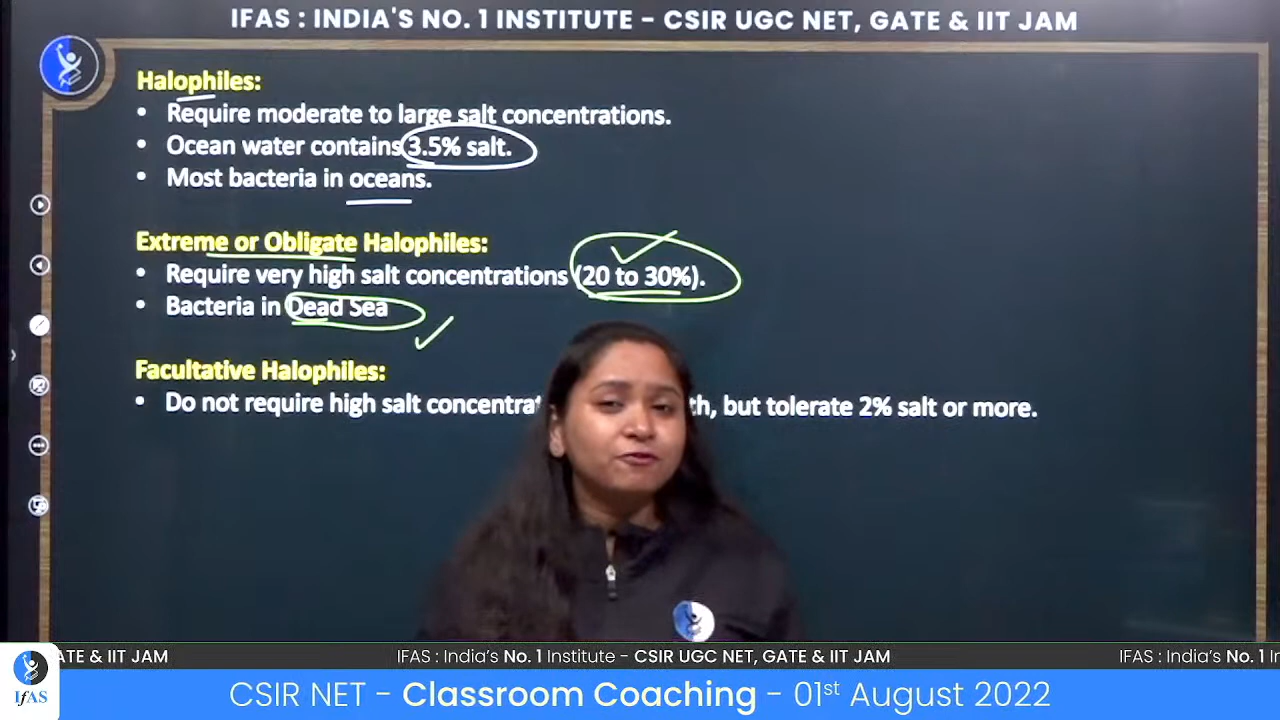 IFAS : INDIA'S NO. 1 INSTITUTE - CSIR UGC NET, GATE & IIT JAM
Halophiles:
• Require moderate to large salt concentrations.
• Ocean water contains 3.5% salt.
• Most bacteria in oceans.
Extreme or Obligate Halophiles:
• Require very high salt concentrations (20 to 30%).
• Bacteria in Dead Sea
Facultative Halophiles:
• Do not require high salt but tolerate 2% salt or more.
ATE & IIT JAM IFAS : India's No. 1 Institute - CSIR UGC NET, GATE & IIT JAM IFAS : India's No. 1 In
IFAS
CSIR NET - Classroom Coaching - 01st August 2022